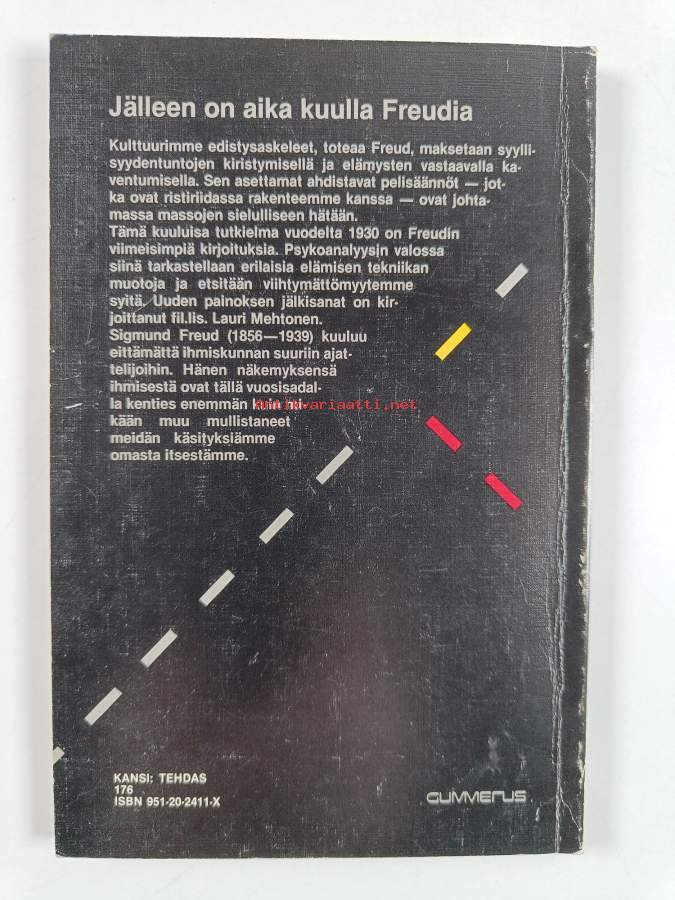 Jälleen on aika kuulla Freudia
Kulttuurimme edistysaskeleet, toteaa Freud, maksetaan syylli-
syydentuntojen kiristymisellä ja elämysten vastaavalla ka-
ventumisella. Sen asettamat ahdistavat pelisäännöt — jot-
ka ovat ristiriidassa rakenteemme kanssa — ovat johta-
massa massojen sielulliseen hätään.
Tämä kuuluisa tutkielma vuodelta 1930 on Freudin
viimeisimpiä kirjoituksia. Psykoanalyysin valossa
siinä tarkastellaan erilaisia elämisen tekniikan
muotoja ja etsitään viihtymättömyytemme
syitä. Uuden painoksen jälkisanat on kir-
joittanut fil.lis. Lauri Mehtonen.
Sigmund Freud (1856—1939) kuuluu
eittämättä ihmiskunnan suuriin ajat-
telijoihin. Hänen näkemyksensä
ihmisestä ovat tällä vuosisadal-
la kenties enemmän kuin mi-
antikvariaatti.net
kään muu mullistaneet
meidän käsityksiämme
omasta itsestämme.
KANSI: TEHDAS
176
ISBN 951-20-2411-X
GUMMERUS